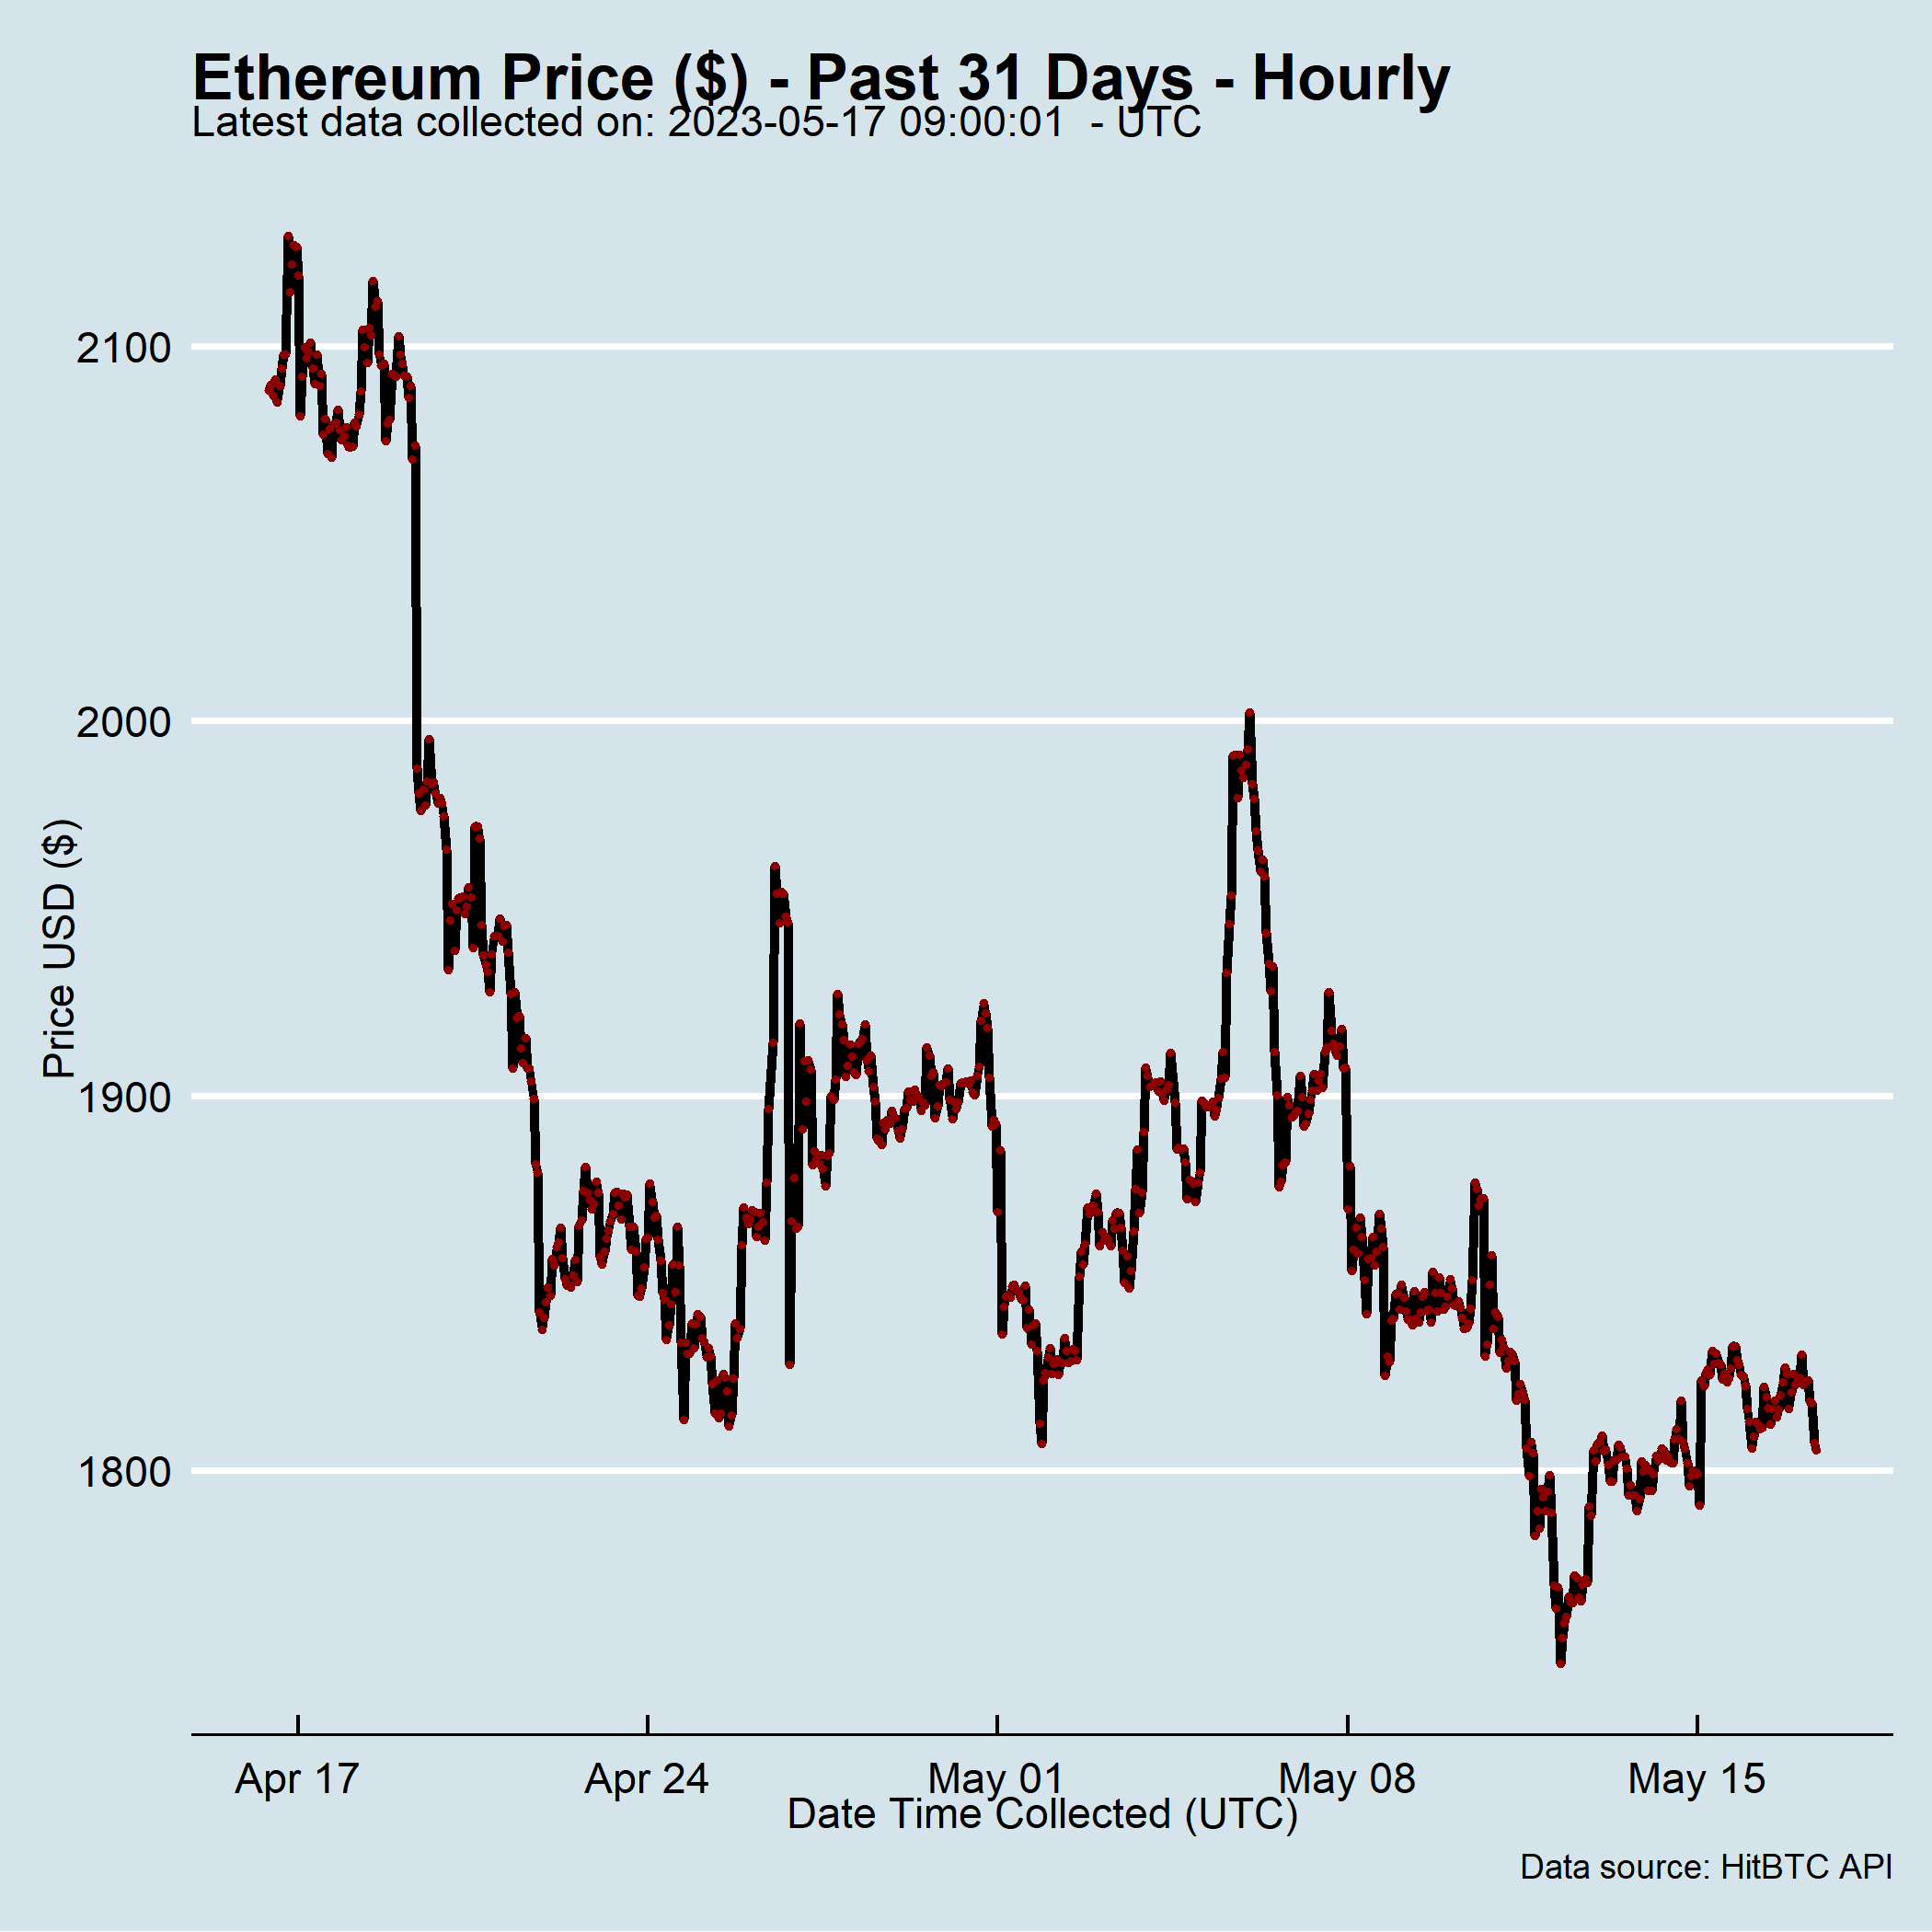 Ethereum Price ($) - Past 31 Days - Hourly
Latest data collected on: 2023-05-17 09:00:01  - UTC
Price USD ($)
2100
2000
1900
1800
Apr 17
Apr 24
May 01
May 08
May 15
Date Time Collected (UTC)
Data source: HitBTC API